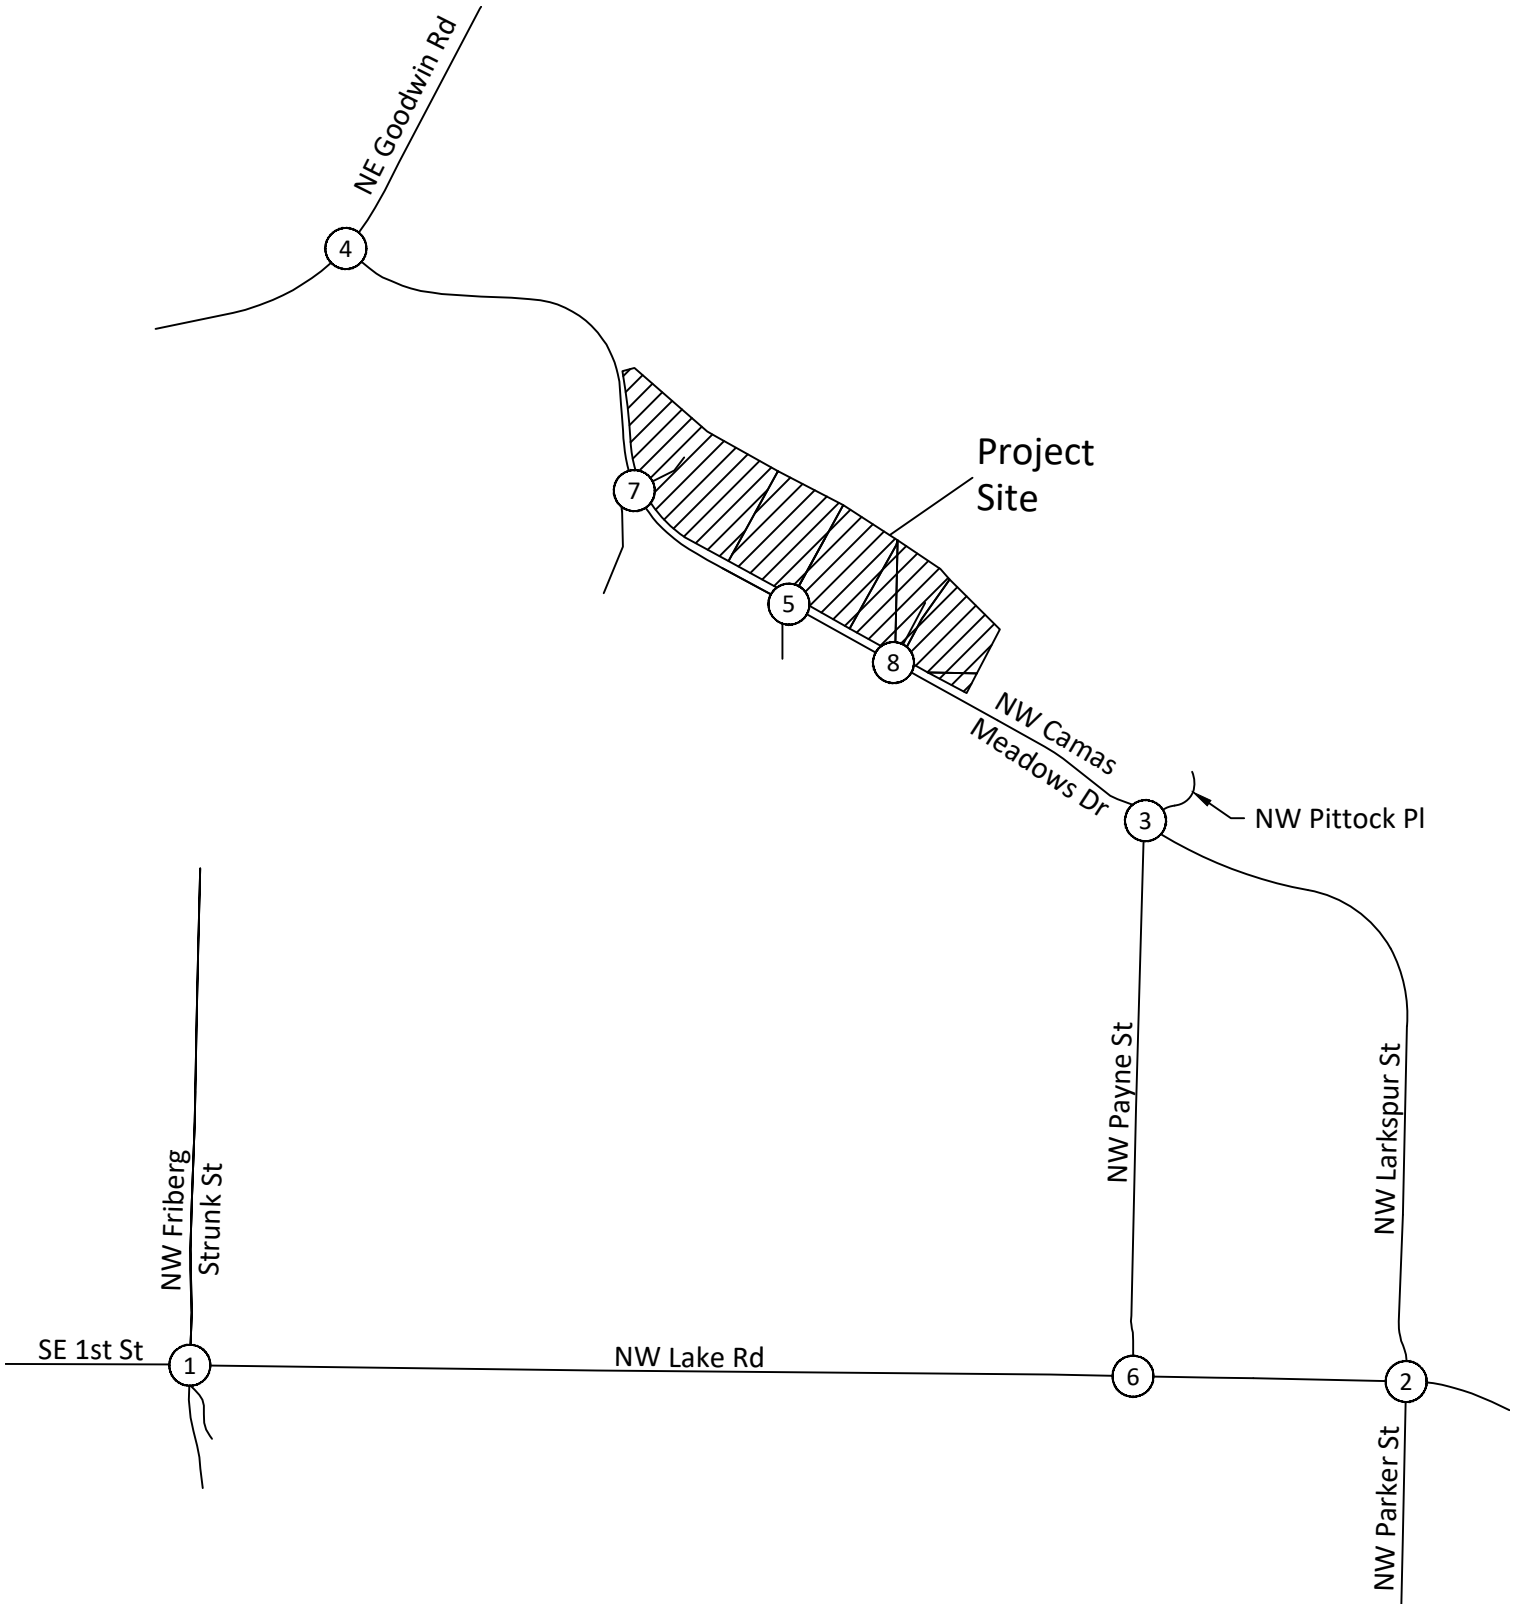 NE Goodwin Rd
4
Project
Site
7
5
8
NW Camas
Meadows Dr
3
NW Pittock Pl
NW Payne St
NW Larkspur St
NW Friberg
Strunk St
SE 1st St
1
NW Lake Rd
6
2
NW Parker St